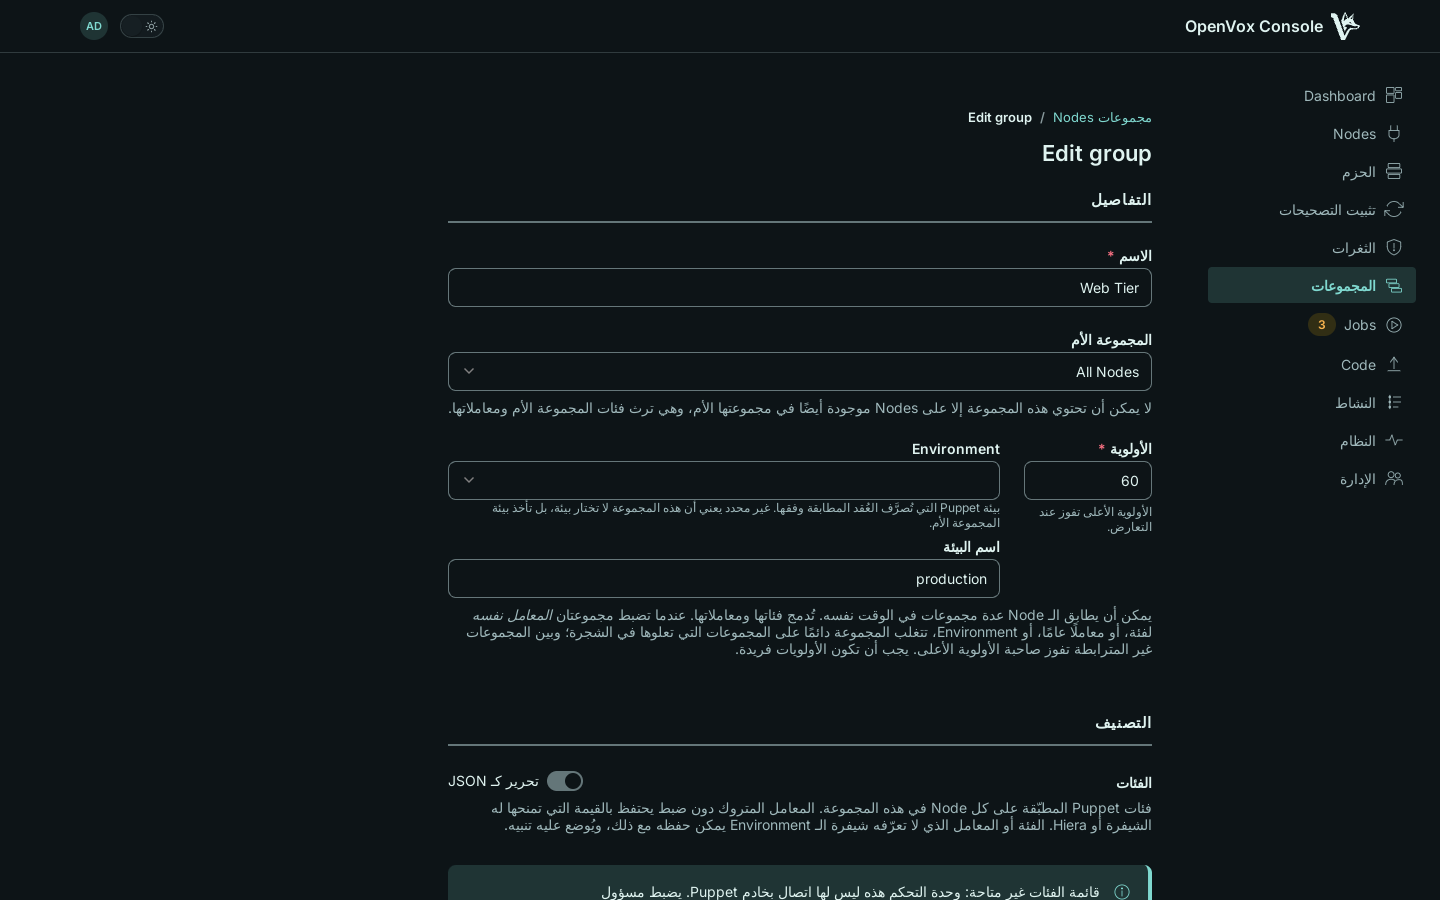 OpenVox Console
AD
Dashboard
Nodes
الحزم
تثبيت التصحيحات
الثغرات
المجموعات
Jobs 3
Code
النشاط
النظام
الإدارة
مجموعات Nodes / Edit group
Edit group
التفاصيل
الاسم *
Web Tier
المجموعة الأم
All Nodes
لا يمكن أن تحتوي هذه المجموعة إلا على Nodes موجودة أيضًا في مجموعتها الأم، وهي ترث فئات المجموعة الأم ومعاملاتها.
الأولوية *
60
الأولوية الأعلى تفوز عند
التعارض.
Environment
بيئة Puppet التي تُصرَّف العُقد المطابقة وفقها. غير محدد يعني أن هذه المجموعة لا تختار بيئة، بل تأخذ بيئة
المجموعة الأم.
اسم البيئة
production
يمكن أن يطابق الـ Node عدة مجموعات في الوقت نفسه. تُدمج فئاتها ومعاملاتها. عندما تضبط مجموعتان المعامل نفسه
لفئة، أو معاملًا عامًا، أو Environment، تتغلب المجموعة دائمًا على المجموعات التي تعلوها في الشجرة؛ وبين المجموعات
غير المترابطة تفوز صاحبة الأولوية الأعلى. يجب أن تكون الأولويات فريدة.
التصنيف
الفئات
تحرير كـ JSON
فئات Puppet المطبّقة على كل Node في هذه المجموعة. المعامل المتروك دون ضبط يحتفظ بالقيمة التي تمنحها له
الشيفرة أو Hiera. الفئة أو المعامل الذي لا تعرّفه شيفرة الـ Environment يمكن حفظه مع ذلك، ويُوضع عليه تنبيه.
قائمة الفئات غير متاحة: وحدة التحكم هذه ليس لها اتصال بخادم Puppet. يضبط مسؤول